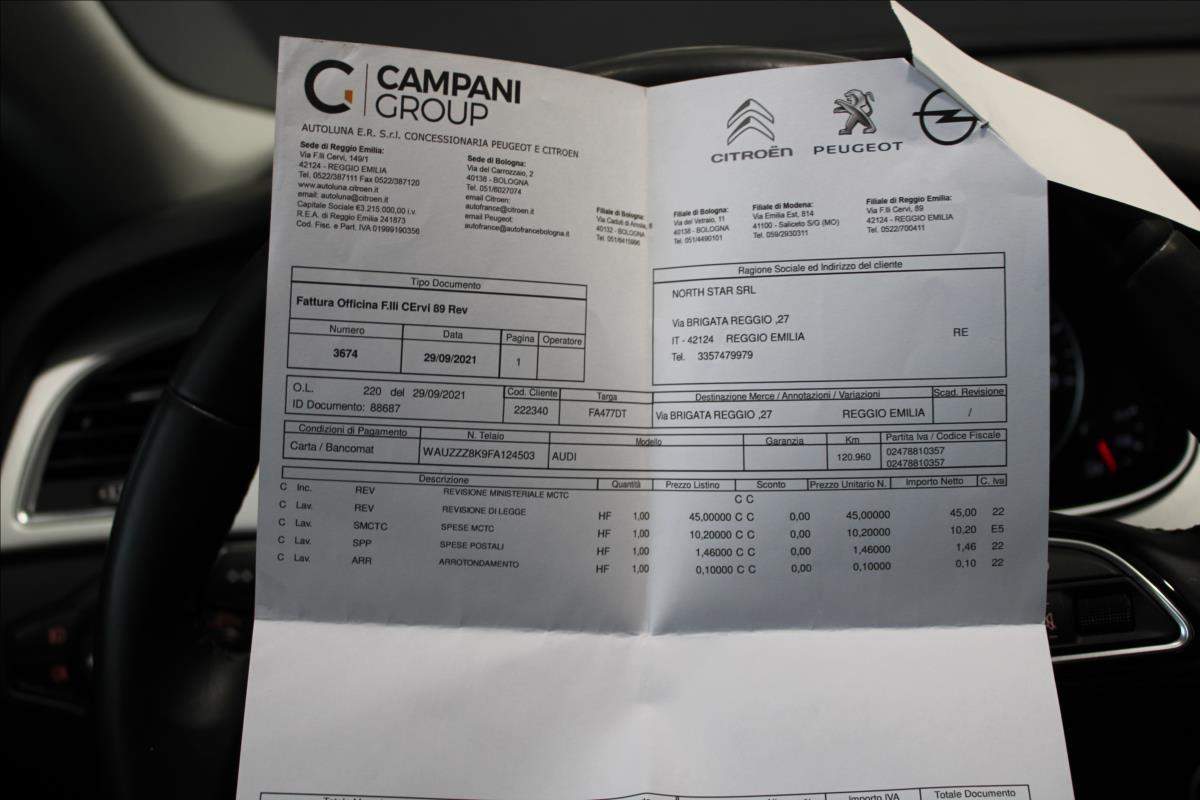 CAMPANI
GROUP
AUTOLUNA E.R. S.r.l. CONCESSIONARIA PEUGEOT E CITROEN
Sede di Reggio Emilia:
Via F.lli Cervi, 149/1
42124 - REGGIO EMILIA
Tel. 0522/387111 Fax 0522/387120
www.autoluna.citroen.it
email: autoluna@citroen.it
Capitale Sociale €3.215.000,00 i.v.
R.E.A. di Reggio Emilia 241873
Cod. Fisc. e Part. IVA 01999190356
Sede di Bologna:
Via del Carrozzaio, 2
40138 - BOLOGNA
Tel. 051/6027074
email Citroen:
autofrance@citroen.it
email Peugeot:
autofrance@autofrancebologna.it
Filiale di Bologna:
Via Caduti di
40132 - BOLOGNA
Tel. 051/6415996
CITROËN
PEUGEOT
Filiale di Bologna:
Via del Vetraio, 11
40138 - BOLOGNA
Tel. 051/4490101
Filiale di Modena:
Via Emilia Est, 814
41100 - Saliceto S/G (MO)
Tel. 059/2930311
Filiale di Reggio Emilia:
Via F.lli Cervi, 89
42124 - REGGIO EMILIA
Tel. 0522/700411
Tipo Documento
Fattura Officina F.lli CErvi 89 Rev
Numero Data Pagina Operatore
3674 29/09/2021 1
Ragione Sociale ed Indirizzo del cliente
NORTH STAR SRL
Via BRIGATA REGGIO ,27
IT - 42124 REGGIO EMILIA RE
Tel. 3357479979
O.L. 220 del 29/09/2021
ID Documento: 88687
Cod. Cliente Targa Destinazione Merce / Annotazioni / Variazioni Scad. Revisione
222340 FA477DT Via BRIGATA REGGIO ,27 REGGIO EMILIA /
Condizioni di Pagamento N. Telaio Modello Garanzia Km Partita Iva / Codice Fiscale
Carta / Bancomat WAUZZZ8K9FA124503 AUDI 120.960 02478810357
02478810357
Descrizione Quantità Prezzo Listino Sconto Prezzo Unitario N. Importo Netto C. Iva
C Inc. REV REVISIONE MINISTERIALE MCTC C C
C Lav. REV REVISIONE DI LEGGE HF 1,00 45,00000 C C 0,00 45,00000 45,00 22
C Lav. SMCTC SPESE MCTC HF 1,00 10,20000 C C 0,00 10,20000 10,20 E5
C Lav. SPP SPESE POSTALI HF 1,00 1,46000 C C 0,00 1,46000 1,46 22
C Lav. ARR ARROTONDAMENTO HF 1,00 0,10000 C C 0,00 0,10000 0,10 22
Importo IVA Totale Documento